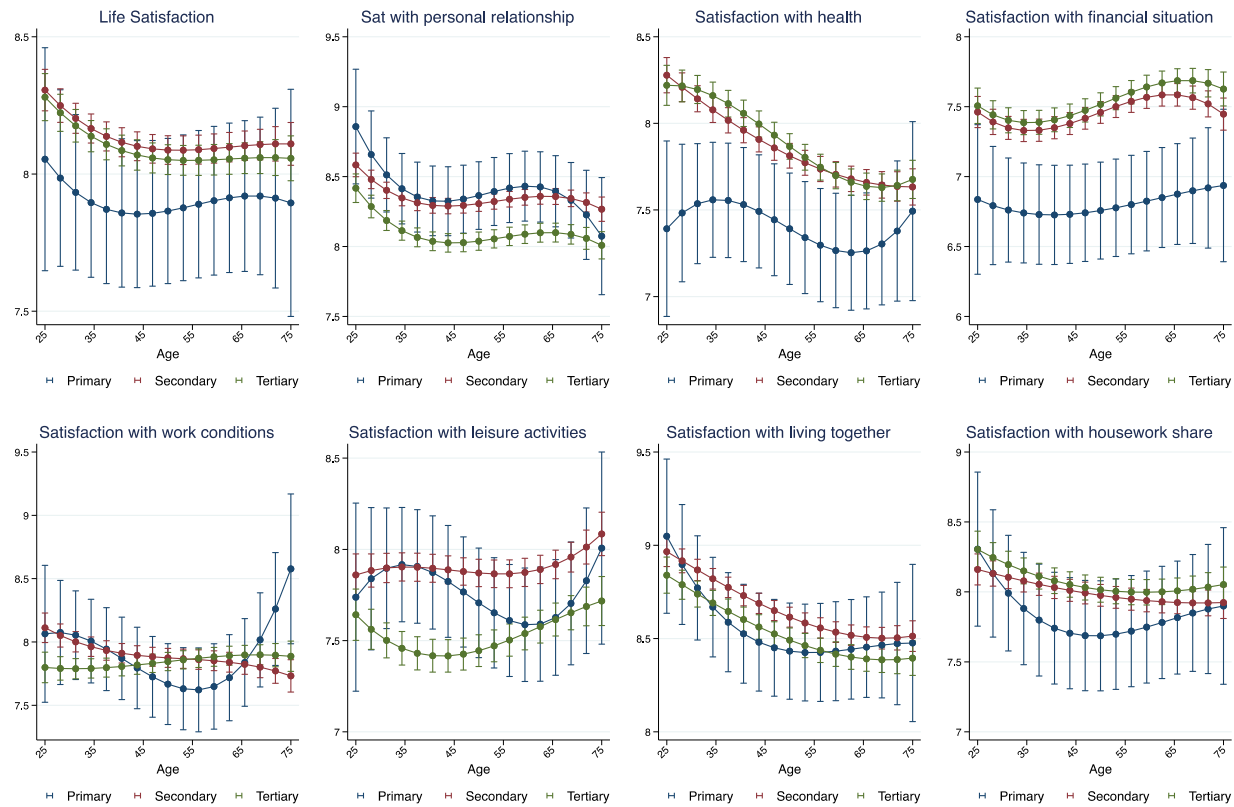 Life Satisfaction
8.5
8
7.5
25 35 45 55 65 75
Age
Primary Secondary Tertiary
Sat with personal relationship
9.5
9
8.5
8
7.5
25 35 45 55 65 75
Age
Primary Secondary Tertiary
Satisfaction with health
8.5
8
7.5
7
25 35 45 55 65 75
Age
Primary Secondary Tertiary
Satisfaction with financial situation
8
7.5
7
6.5
6
25 35 45 55 65 75
Age
Primary Secondary Tertiary
Satisfaction with work conditions
9.5
9
8.5
8
7.5
25 35 45 55 65 75
Age
Primary Secondary Tertiary
Satisfaction with leisure activities
8.5
8
7.5
7
25 35 45 55 65 75
Age
Primary Secondary Tertiary
Satisfaction with living together
9.5
9
8.5
8
25 35 45 55 65 75
Age
Primary Secondary Tertiary
Satisfaction with housework share
9
8.5
8
7.5
7
25 35 45 55 65 75
Age
Primary Secondary Tertiary